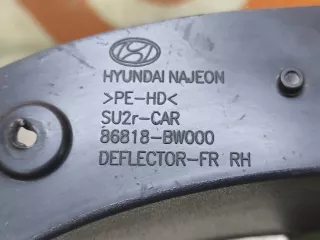 HYUNDAI NAJEON
>PE-HD<
SU2r-CAR
86818-BW000
DEFLECTOR-FR RH